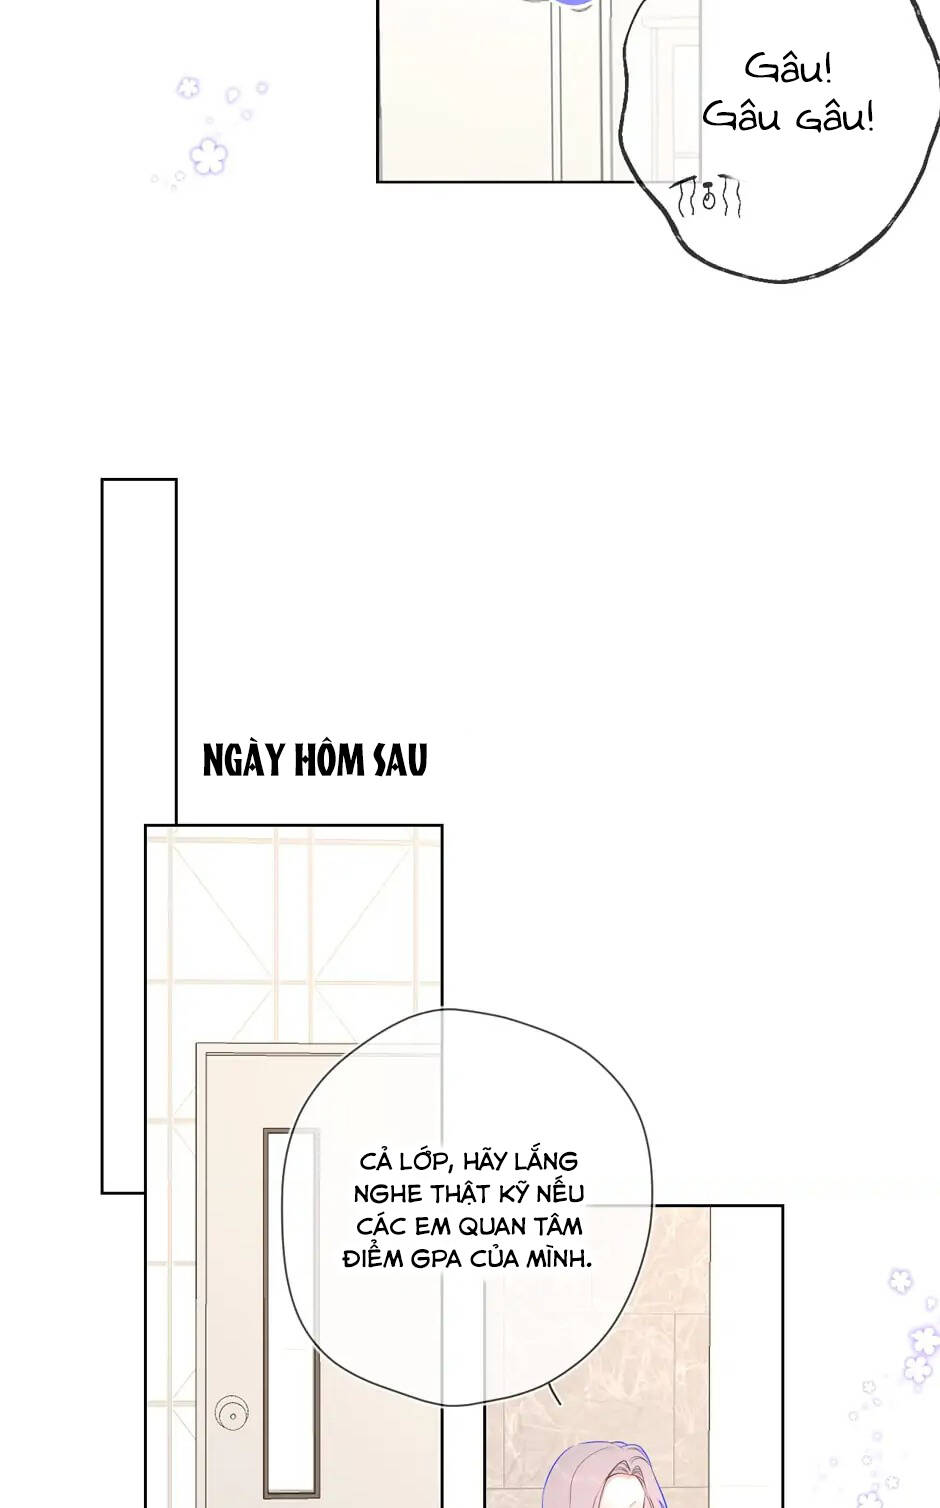 Gâu!
Gâu gâu!
NGÀY HÔM SAU
CẢ LỚP, HÃY LẮNG
NGHE THẬT KỸ NẾU
CÁC EM QUAN TÂM
ĐIỂM GPA CỦA MÌNH.